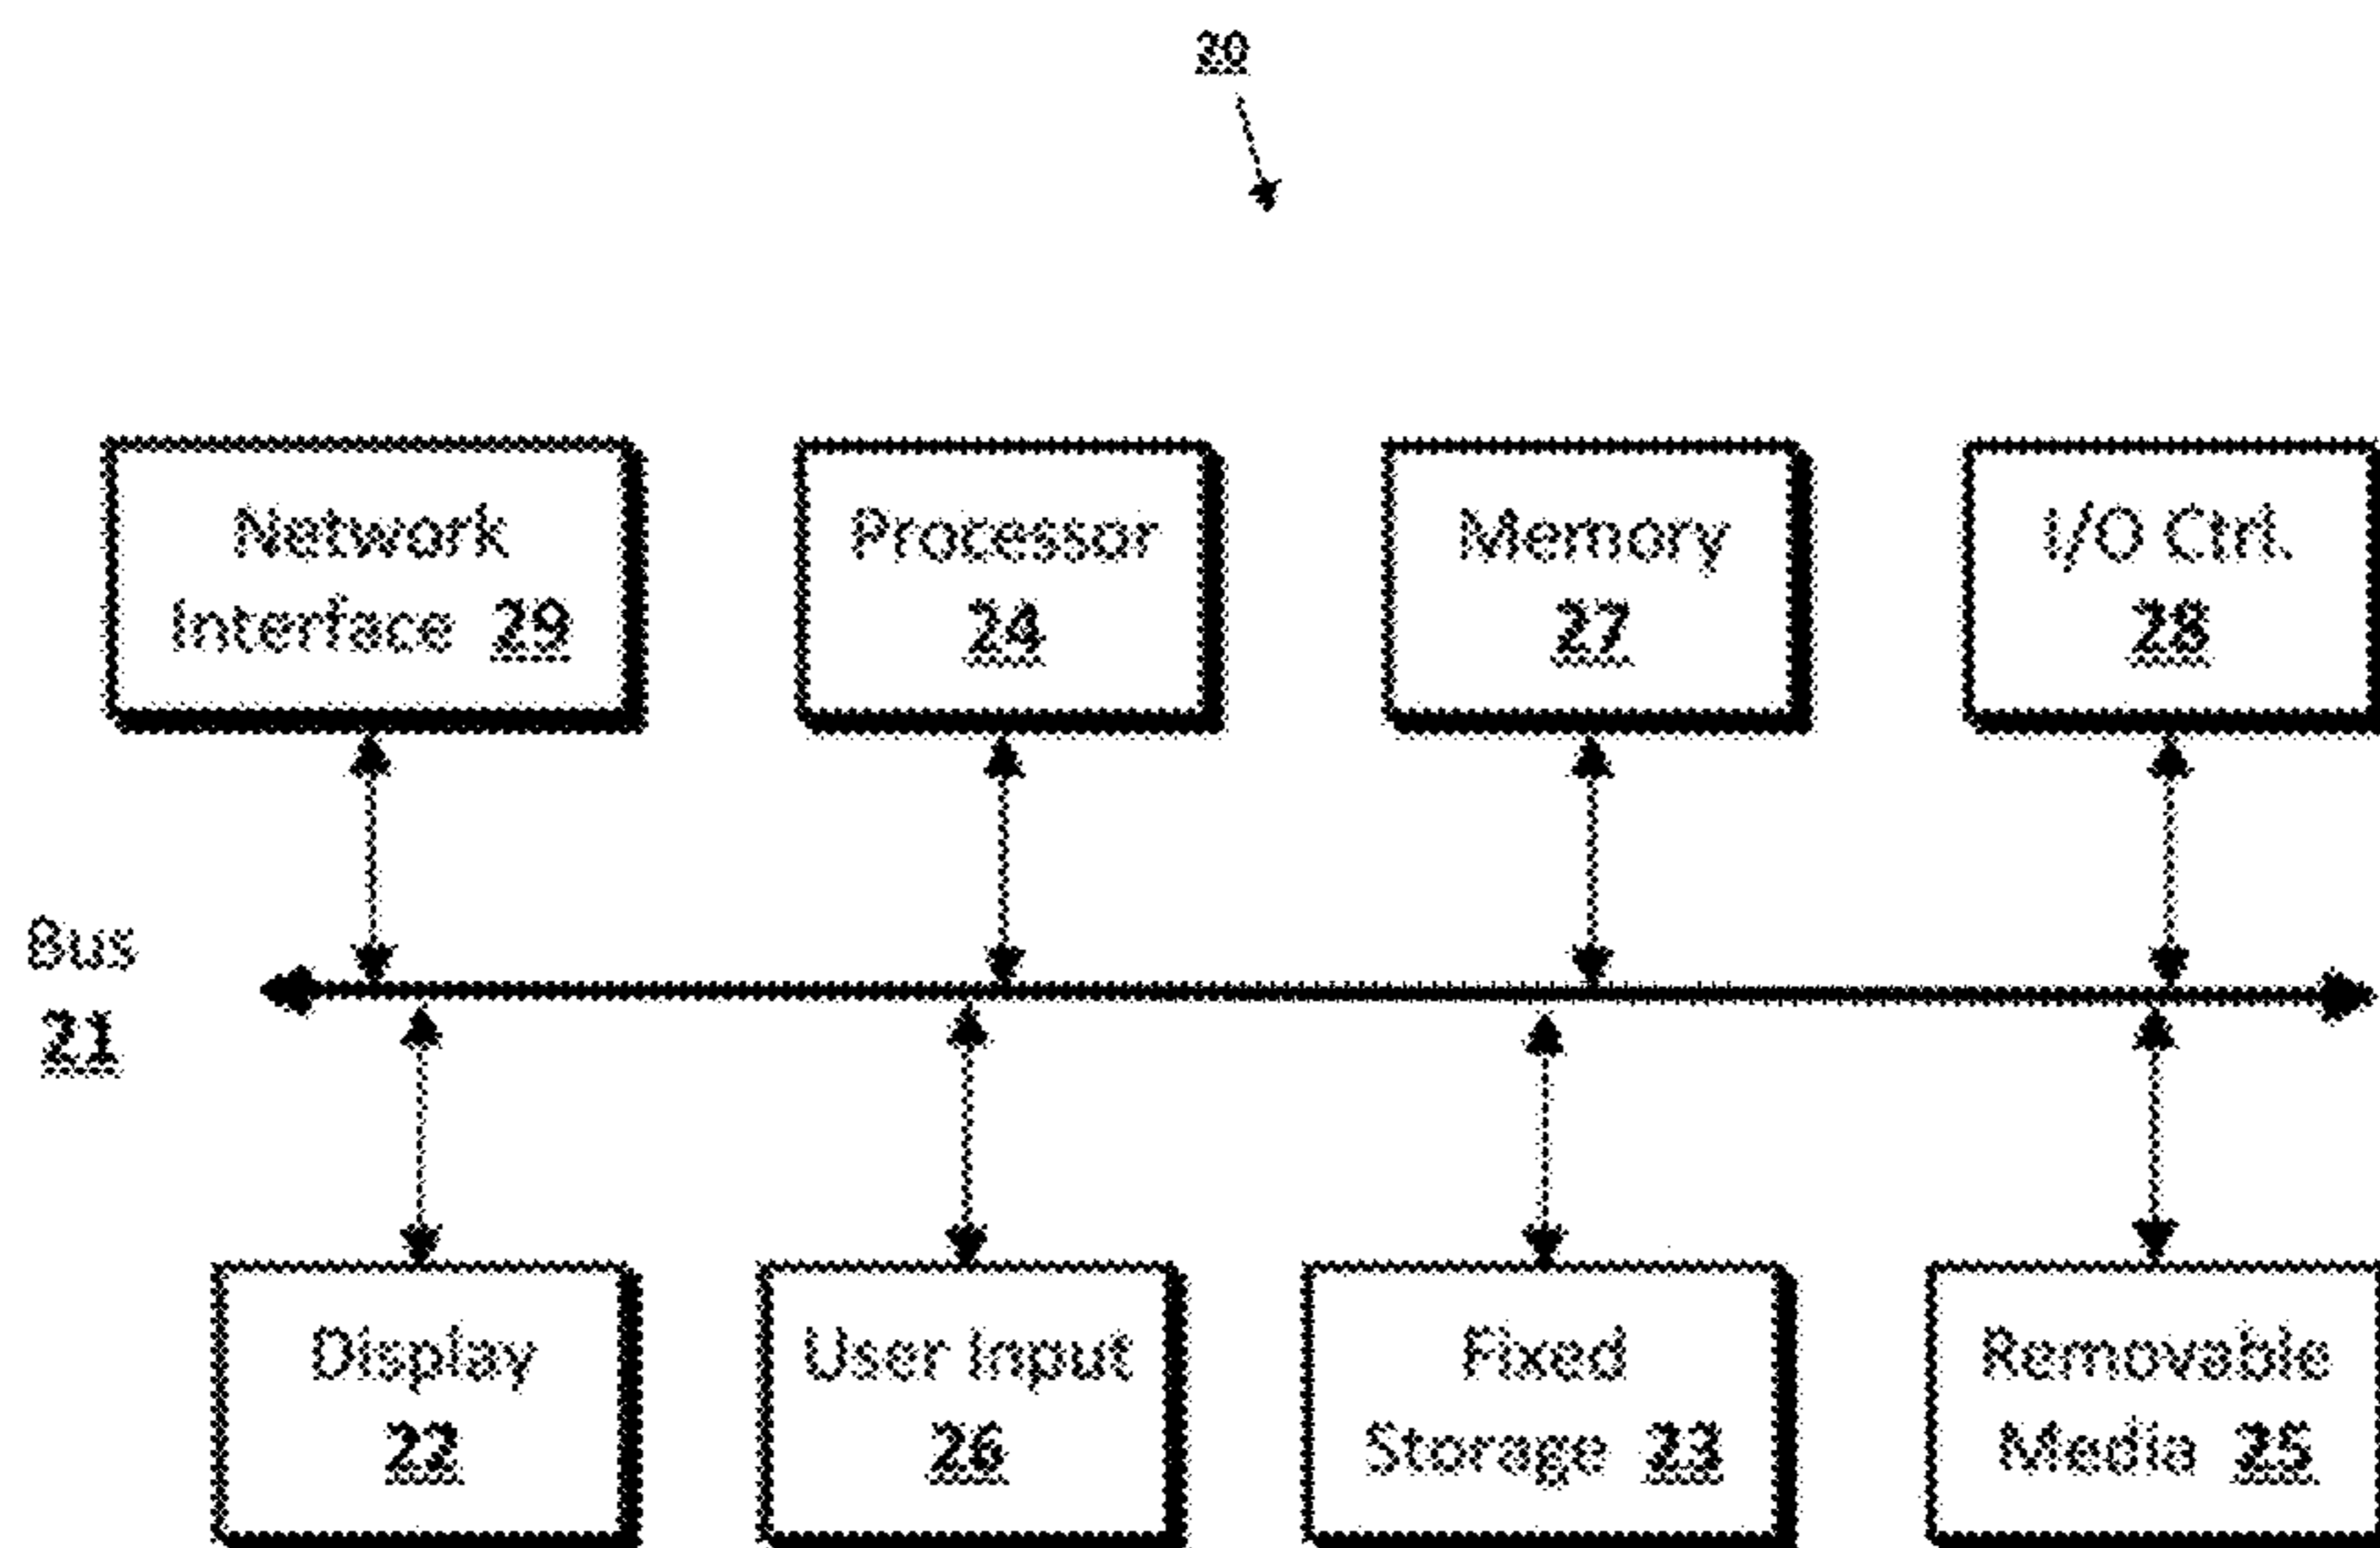 20
Network
Interface 29
Processor
24
Memory
27
I/O Ctrl.
28
Bus
21
Display
22
User Input
26
Fixed
Storage 23
Removable
Media 25